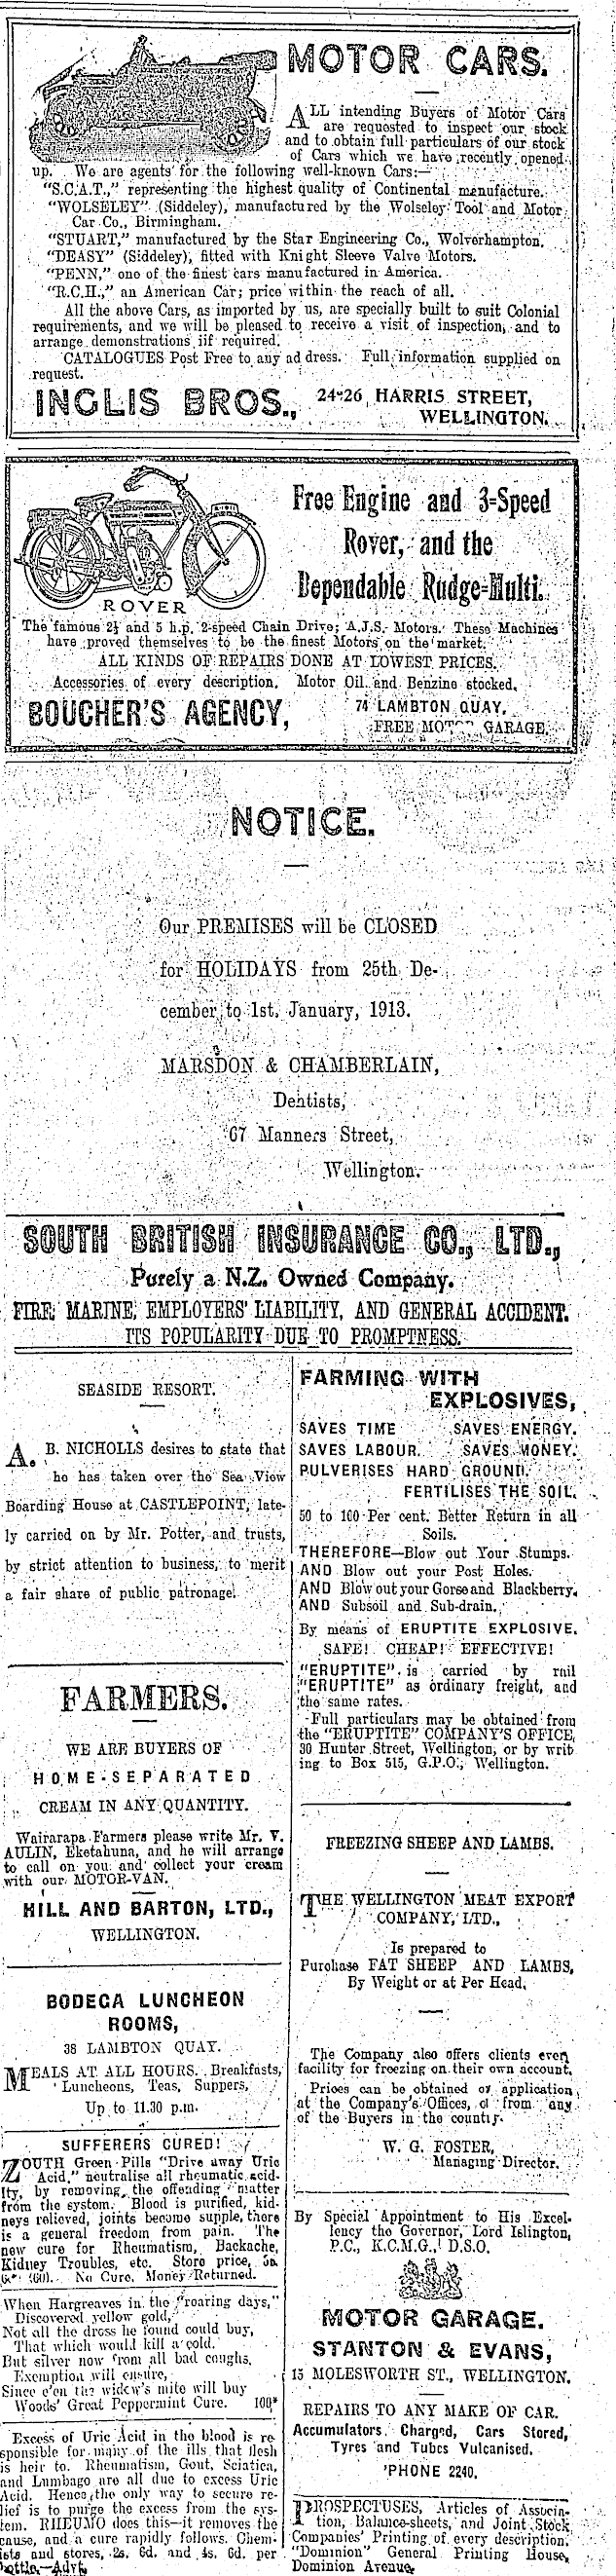 MOTOR CARS.
ALL intending Buyers of Motor Cars
are requested to inspect our stock
and to obtain full particulars of our stock
of Cars which we have recently opened
up. We are agents for the following well-known Cars:—
"S.C.A.T.," representing the highest quality of Continental manufacture.
"WOLSELEY" (Siddeley), manufactured by the Wolseley Tool and Motor
Car Co., Birmingham.
"STUART," manufactured by the Star Engineering Co., Wolverhampton.
"DEASY" (Siddeley), fitted with Knight Sleeve Valve Motors.
"PENN," one of the finest cars manufactured in America.
"R.C.H.," an American Car; price within the reach of all.
All the above Cars, as imported by us, are specially built to suit Colonial
requirements, and we will be pleased to receive a visit of inspection, and to
arrange demonstrations iif required.
CATALOGUES Post Free to any address. Full information supplied on
request.
INGLIS BROS., 24-26 HARRIS STREET,
WELLINGTON.
Free Engine and 3-Speed
Rover, and the
Dependable Rudge-Multi.
ROVER
The famous 2½ and 5 h.p. 2-speed Chain Drive; A.J.S. Motors. These Machines
have proved themselves to be the finest Motors on the market.
ALL KINDS OF REPAIRS DONE AT LOWEST PRICES.
Accessories of every description. Motor Oil and Benzine stocked.
BOUCHER'S AGENCY, 74 LAMBTON QUAY.
FREE MOTOR GARAGE.
NOTICE.
Our PREMISES will be CLOSED
for HOLIDAYS from 25th De-
cember to 1st January, 1913.
MARSDON & CHAMBERLAIN,
Dentists,
67 Manners Street,
Wellington.
SOUTH BRITISH INSURANCE CO., LTD.,
Purely a N.Z. Owned Company.
FIRE, MARINE, EMPLOYERS' LIABILITY, AND GENERAL ACCIDENT.
ITS POPULARITY DUE TO PROMPTNESS.
SEASIDE RESORT.
A. B. NICHOLLS desires to state that
he has taken over the Sea View
Boarding House at CASTLEPOINT, late-
ly carried on by Mr. Potter, and trusts,
by strict attention to business, to merit
a fair share of public patronage.
FARMERS.
WE ARE BUYERS OF
HOME-SEPARATED
CREAM IN ANY QUANTITY.
Wairarapa Farmers please write Mr. V.
AULIN, Eketahuna, and he will arrange
to call on you and collect your cream
with our MOTOR-VAN.
HILL AND BARTON, LTD.,
WELLINGTON.
BODEGA LUNCHEON
ROOMS,
38 LAMBTON QUAY.
MEALS AT ALL HOURS. Breakfasts,
Luncheons, Teas, Suppers,
Up to 11.30 p.m.
SUFFERERS CURED!
ZOUTH Green Pills "Drive away Uric
Acid," neutralise all rheumatic acid-
ity, by removing the offending matter
from the system. Blood is purified, kid-
neys relieved, joints become supple, there
is a general freedom from pain. The
new cure for Rheumatism, Backache,
Kidney Troubles, etc. Store price, 5s.
(60). No Cure, Money Returned.
When Hargreaves in the "roaring days,"
Discovered yellow gold,
Not all the dross he found could buy,
That which would kill a cold.
But silver now from all bad coughs,
Exemption will ensure,
Since e'en the widow's mite will buy
Woods' Great Peppermint Cure. 100*
Excess of Uric Acid in the blood is re-
sponsible for many of the ills that flesh
is heir to. Rheumatism, Gout, Sciatica,
and Lumbago are all due to excess Uric
Acid. Hence the only way to secure re-
lief is to purge the excess from the sys-
tem. RHEUMO does this—it removes the
cause, and a cure rapidly follows. Chem-
ists and stores, 2s. 6d. and 4s. 6d. per
bottle.—Advt.
FARMING WITH
EXPLOSIVES,
SAVES TIME SAVES ENERGY.
SAVES LABOUR. SAVES MONEY.
PULVERISES HARD GROUND.
FERTILISES THE SOIL.
50 to 100 Per cent. Better Return in all
Soils.
THEREFORE—Blow out Your Stumps.
AND Blow out your Post Holes.
AND Blow out your Gorse and Blackberry.
AND Subsoil and Sub-drain.
By means of ERUPTITE EXPLOSIVE.
SAFE! CHEAP! EFFECTIVE!
"ERUPTITE" is carried by rail
"ERUPTITE" as ordinary freight, and
the same rates.
Full particulars may be obtained from
the "ERUPTITE" COMPANY'S OFFICE,
30 Hunter Street, Wellington, or by writ
ing to Box 515, G.P.O., Wellington.
FREEZING SHEEP AND LAMBS.
THE WELLINGTON MEAT EXPORT
COMPANY, LTD.,
Is prepared to
Purchase FAT SHEEP AND LAMBS,
By Weight or at Per Head.
The Company also offers clients every
facility for freezing on their own account.
Prices can be obtained on application
at the Company's Offices, or from any
of the Buyers in the country.
W. G. FOSTER,
Managing Director.
By Special Appointment to His Excel-
lency the Governor, Lord Islington,
P.C., K.C.M.G., D.S.O.
MOTOR GARAGE.
STANTON & EVANS,
15 MOLESWORTH ST., WELLINGTON.
REPAIRS TO ANY MAKE OF CAR.
Accumulators Charged, Cars Stored,
Tyres and Tubes Vulcanised.
'PHONE 2240.
PROSPECTUSES, Articles of Associa-
tion, Balance-sheets, and Joint Stock
Companies' Printing of every description.
"Dominion" General Printing House,
Dominion Avenue.